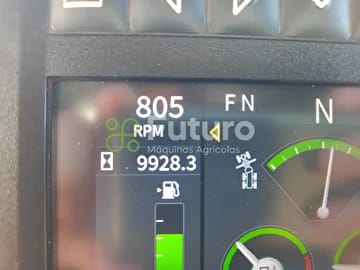 805
F N
N
RPM
Futuro
Máquinas Agrícolas
9928.3